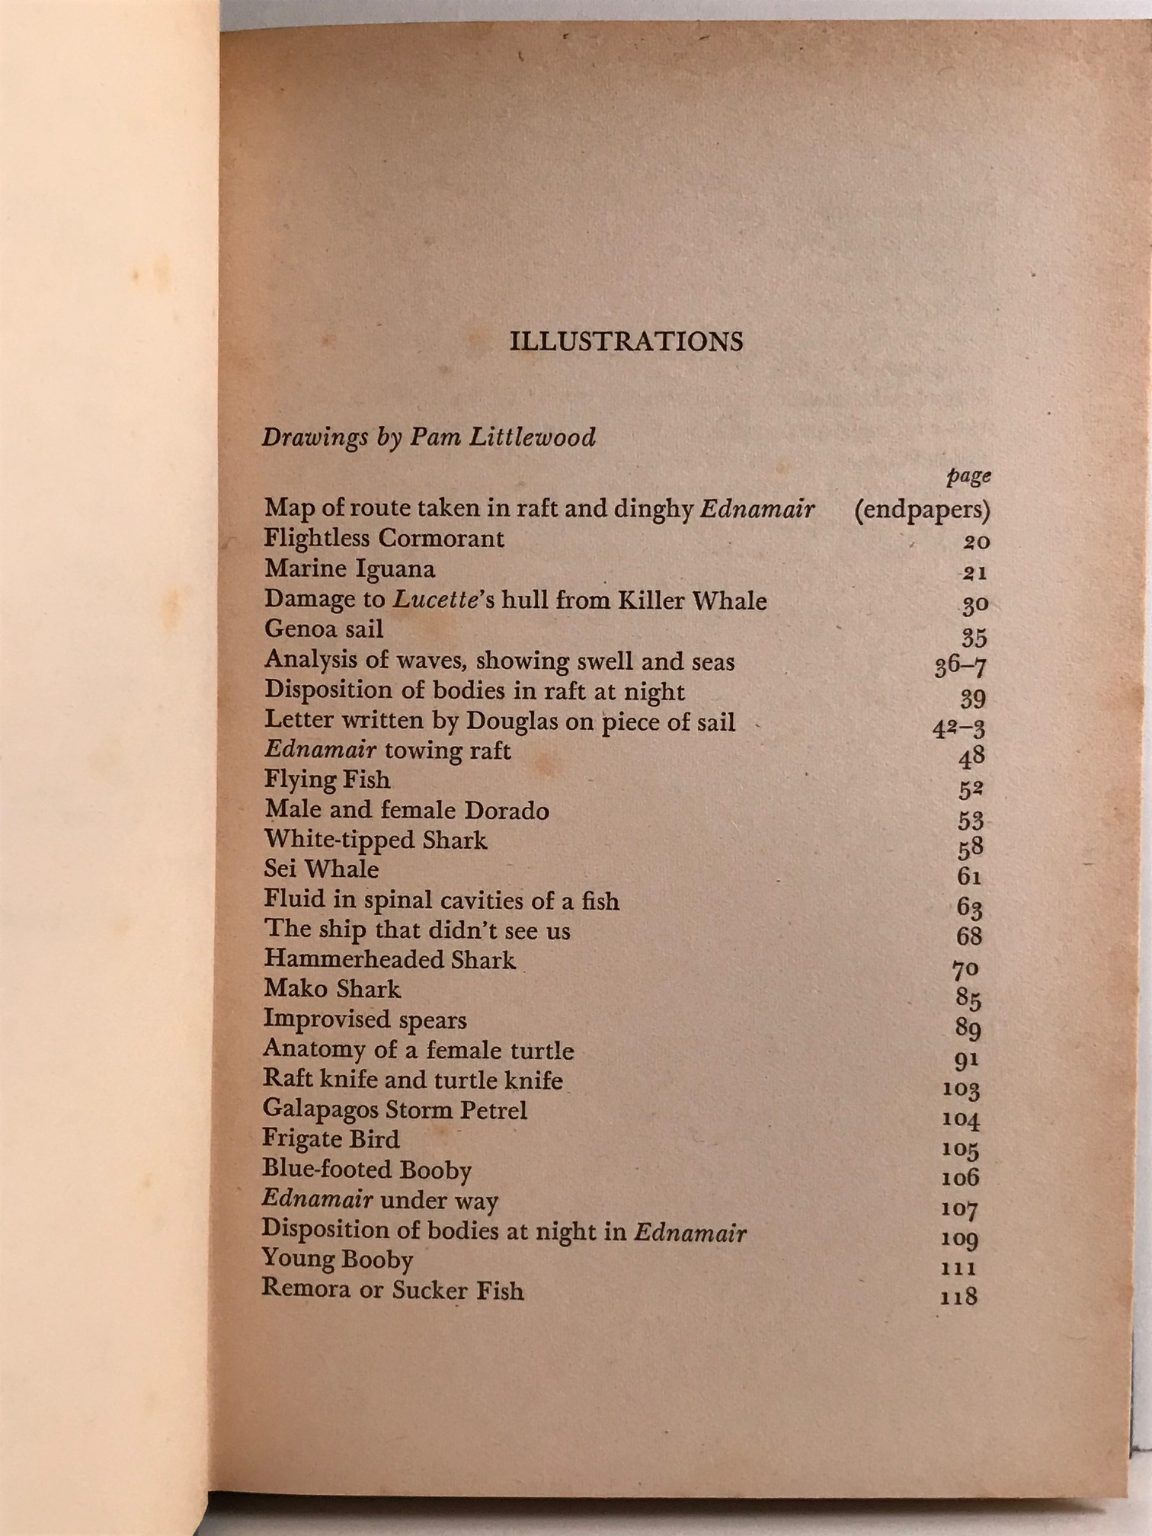 ILLUSTRATIONS
Drawings by Pam Littlewood
page
Map of route taken in raft and dinghy Ednamair (endpapers)
Flightless Cormorant 20
Marine Iguana 21
Damage to Lucette's hull from Killer Whale 30
Genoa sail 35
Analysis of waves, showing swell and seas 36–7
Disposition of bodies in raft at night 39
Letter written by Douglas on piece of sail 42–3
Ednamair towing raft 48
Flying Fish 52
Male and female Dorado 53
White-tipped Shark 58
Sei Whale 61
Fluid in spinal cavities of a fish 63
The ship that didn't see us 68
Hammerheaded Shark 70
Mako Shark 85
Improvised spears 89
Anatomy of a female turtle 91
Raft knife and turtle knife 103
Galapagos Storm Petrel 104
Frigate Bird 105
Blue-footed Booby 106
Ednamair under way 107
Disposition of bodies at night in Ednamair 109
Young Booby 111
Remora or Sucker Fish 118